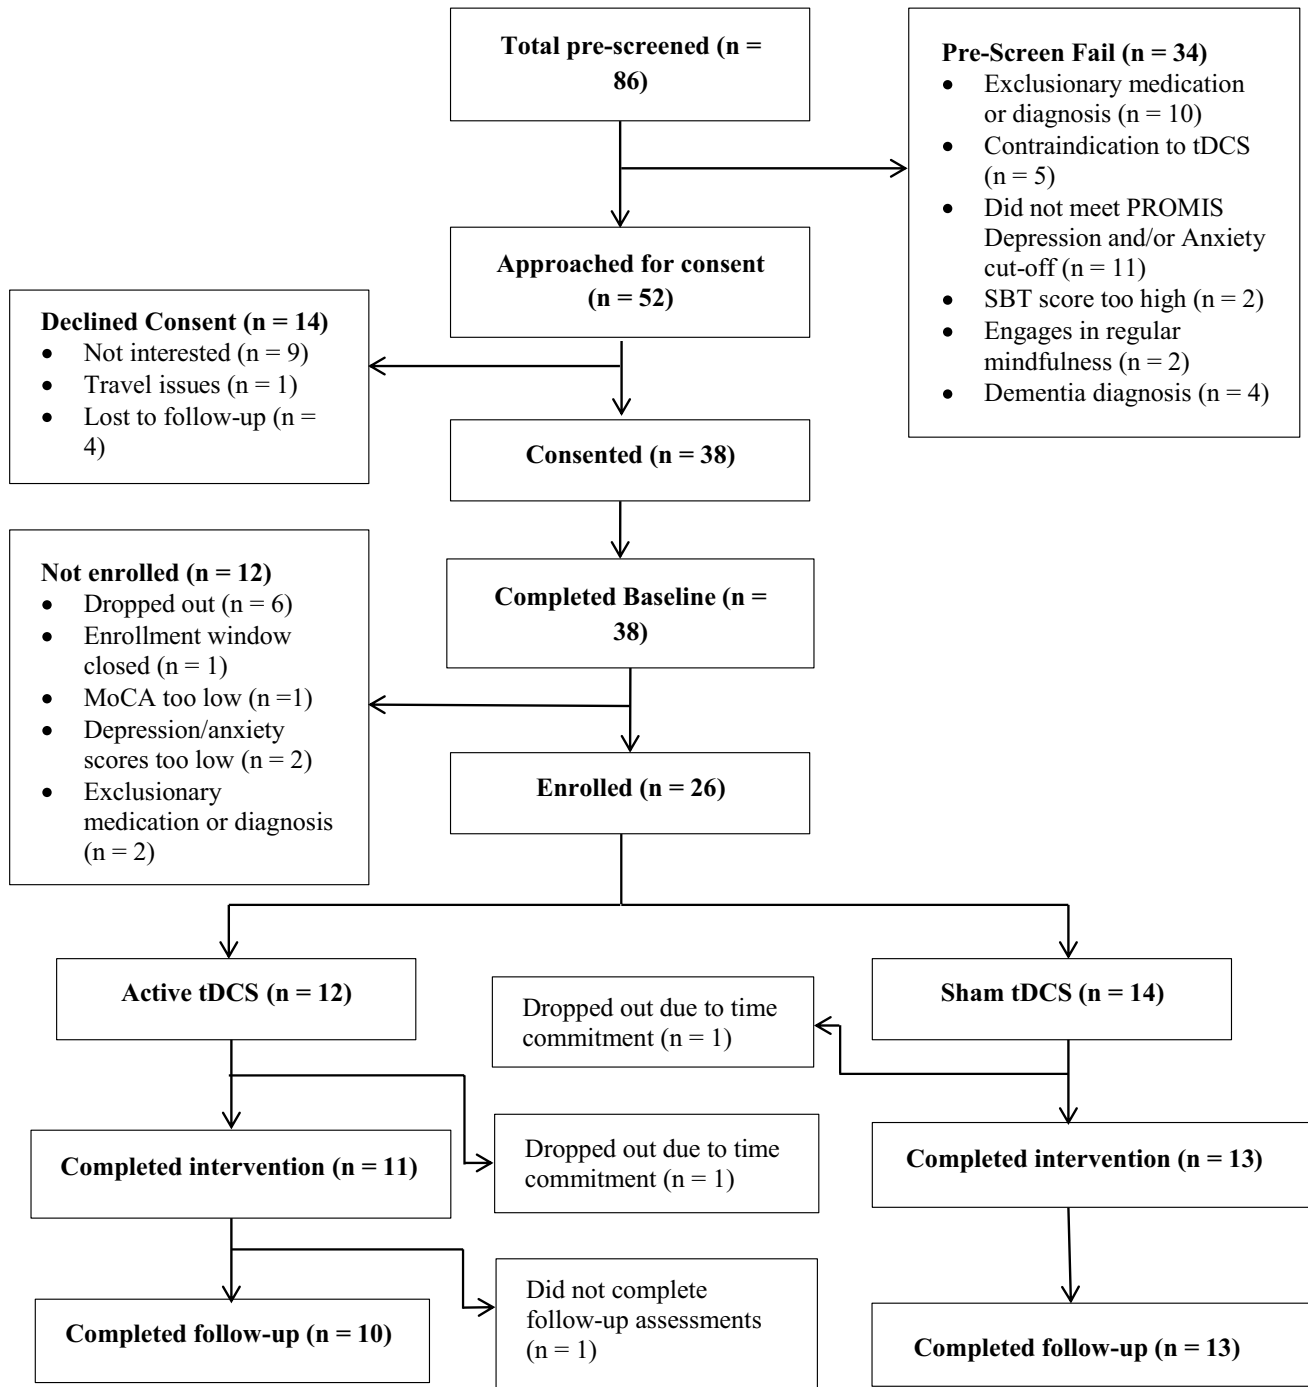 Total pre-screened (n =
86)
Pre-Screen Fail (n = 34)
• Exclusionary medication
or diagnosis (n = 10)
• Contraindication to tDCS
(n = 5)
• Did not meet PROMIS
Depression and/or Anxiety
cut-off (n = 11)
• SBT score too high (n = 2)
• Engages in regular
mindfulness (n = 2)
• Dementia diagnosis (n = 4)
Approached for consent
(n = 52)
Declined Consent (n = 14)
• Not interested (n = 9)
• Travel issues (n = 1)
• Lost to follow-up (n =
4)
Consented (n = 38)
Completed Baseline (n =
38)
Not enrolled (n = 12)
• Dropped out (n = 6)
• Enrollment window
closed (n = 1)
• MoCA too low (n =1)
• Depression/anxiety
scores too low (n = 2)
• Exclusionary
medication or diagnosis
(n = 2)
Enrolled (n = 26)
Active tDCS (n = 12)
Sham tDCS (n = 14)
Dropped out due to time
commitment (n = 1)
Completed intervention (n = 11)
Dropped out due to time
commitment (n = 1)
Completed intervention (n = 13)
Completed follow-up (n = 10)
Did not complete
follow-up assessments
(n = 1)
Completed follow-up (n = 13)